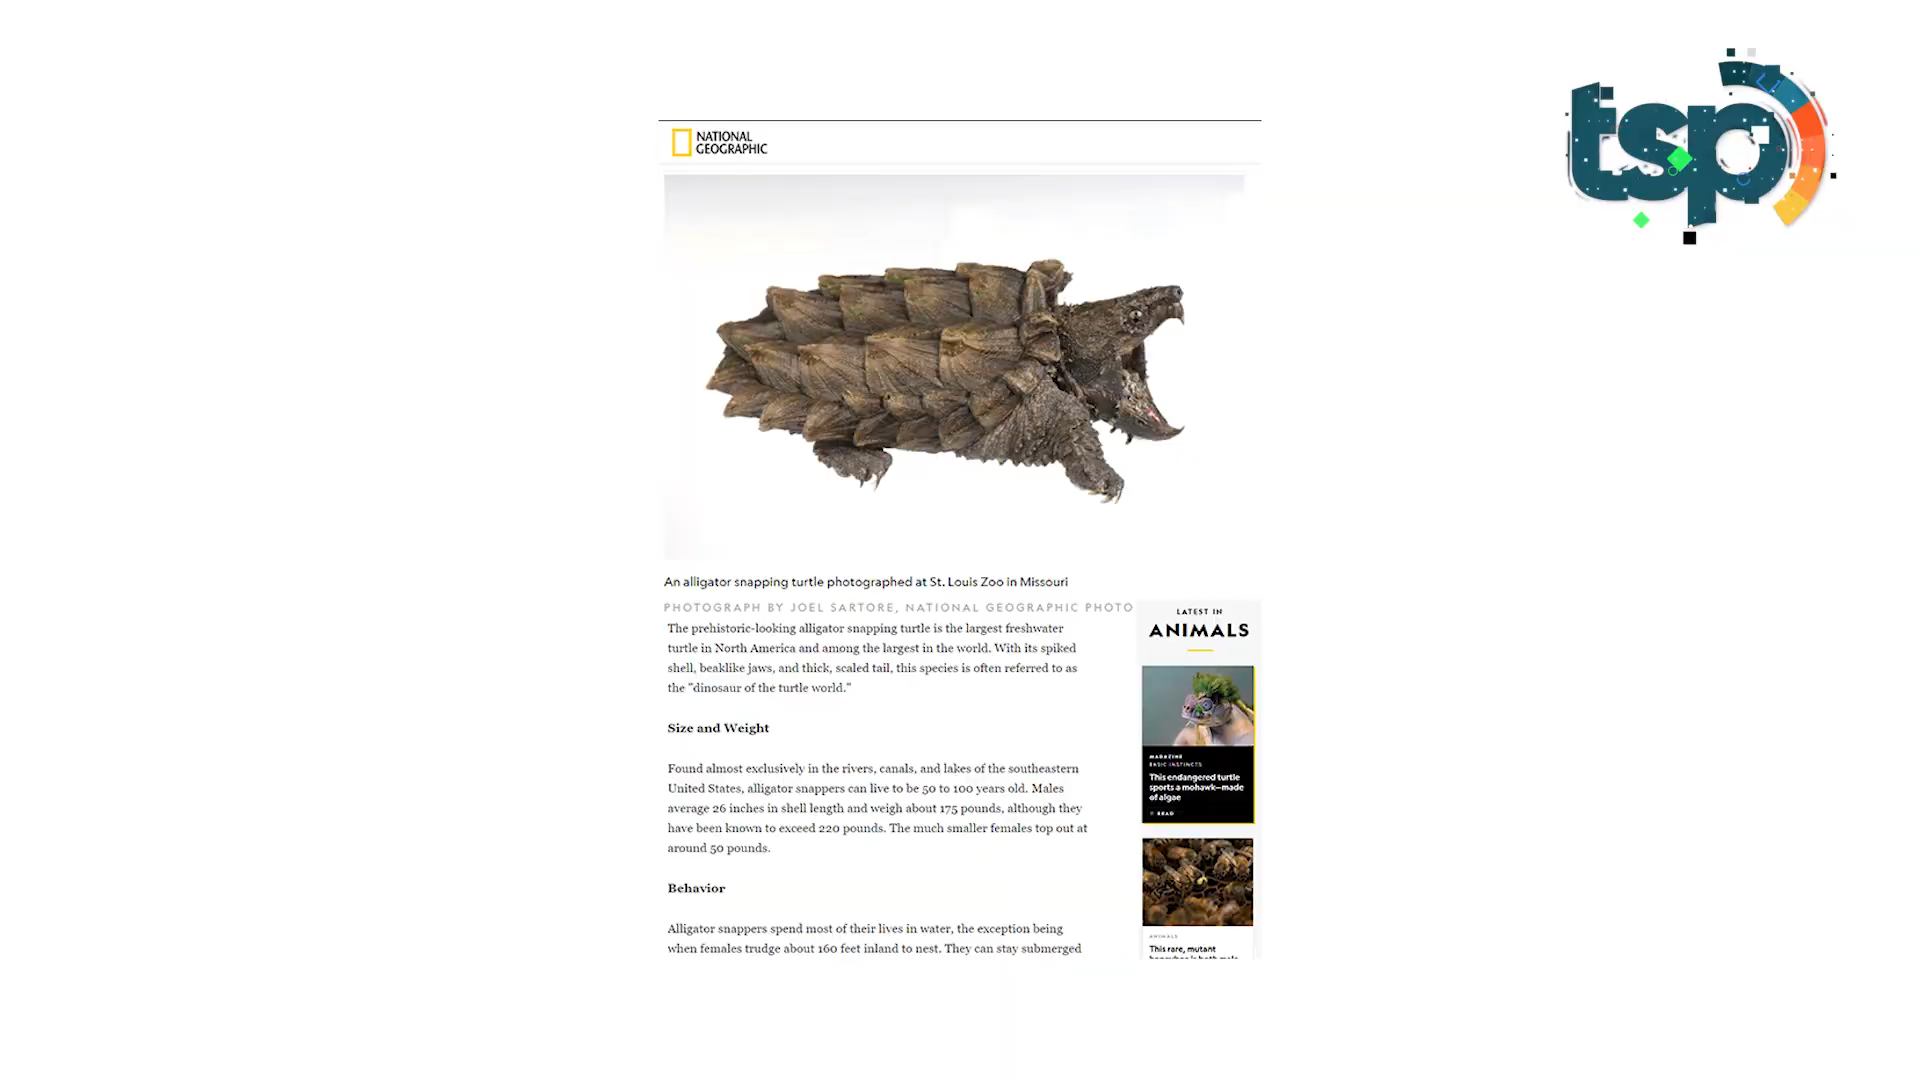 tsp
NATIONAL
GEOGRAPHIC
An alligator snapping turtle photographed at St. Louis Zoo in Missouri
PHOTOGRAPH BY JOEL SARTORE, NATIONAL GEOGRAPHIC PHOTO
The prehistoric-looking alligator snapping turtle is the largest freshwater
turtle in North America and among the largest in the world. With its spiked
shell, beaklike jaws, and thick, scaled tail, this species is often referred to as
the "dinosaur of the turtle world."
Size and Weight
Found almost exclusively in the rivers, canals, and lakes of the southeastern
United States, alligator snappers can live to be 50 to 100 years old. Males
average 26 inches in shell length and weigh about 175 pounds, although they
have been known to exceed 220 pounds. The much smaller females top out at
around 50 pounds.
Behavior
Alligator snappers spend most of their lives in water, the exception being
when females trudge about 160 feet inland to nest. They can stay submerged
LATEST IN
ANIMALS
MAGAZINE
BASIC INSTINCTS
This endangered turtle
sports a mohawk—made
of algae
READ
ANIMALS
This rare, mutant